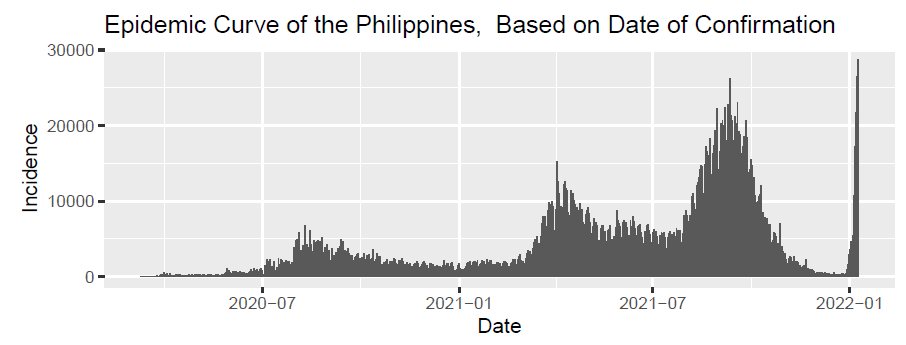 Epidemic Curve of the Philippines,  Based on Date of Confirmation
30000
20000
10000
0
Incidence
2020−07
2021−01
2021−07
2022−01
Date